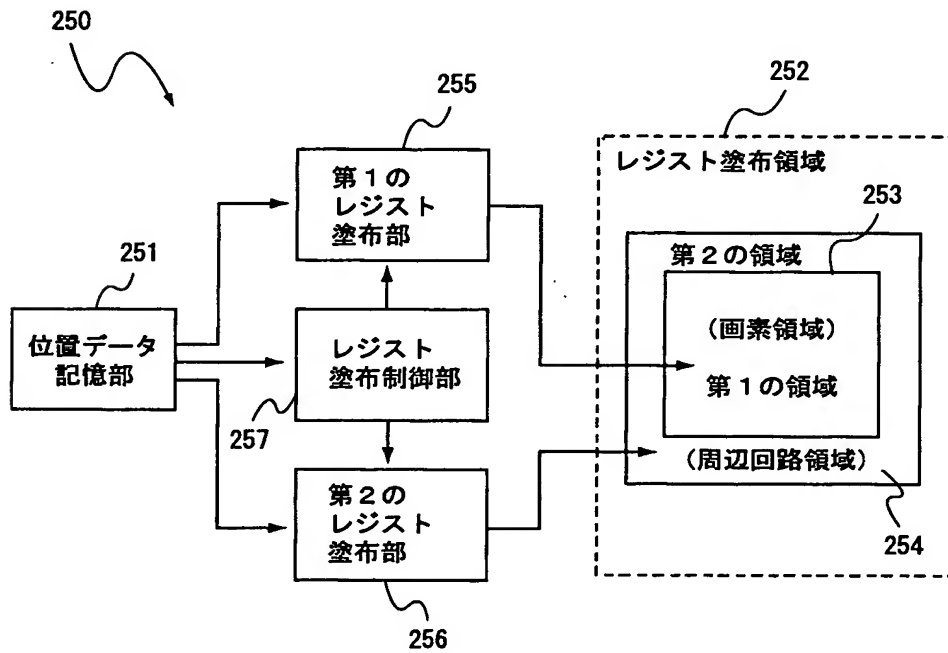 250
255
252
第1の
レジスト
塗布部
レジスト塗布領域
253
251
第2の領域
位置データ
記憶部
レジスト
塗布制御部
(画素領域)
第1の領域
257
(周辺回路領域)
第2の
レジスト
塗布部
254
256